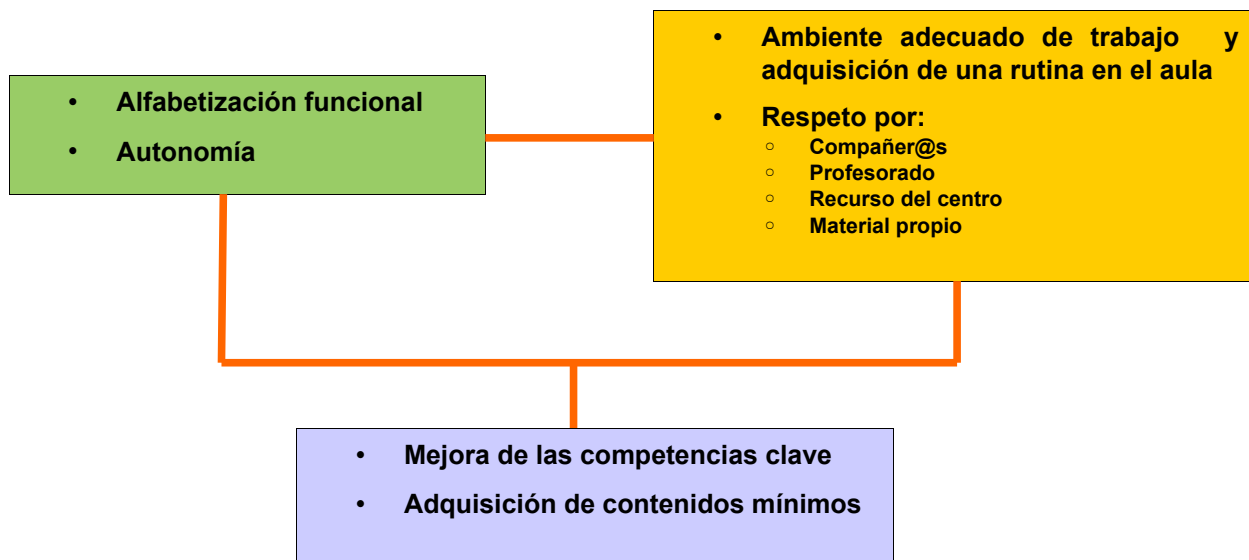 • Alfabetización funcional
• Autonomía
• Ambiente adecuado de trabajo y
adquisición de una rutina en el aula
• Respeto por:
○ Compañer@s
○ Profesorado
○ Recurso del centro
○ Material propio
• Mejora de las competencias clave
• Adquisición de contenidos mínimos